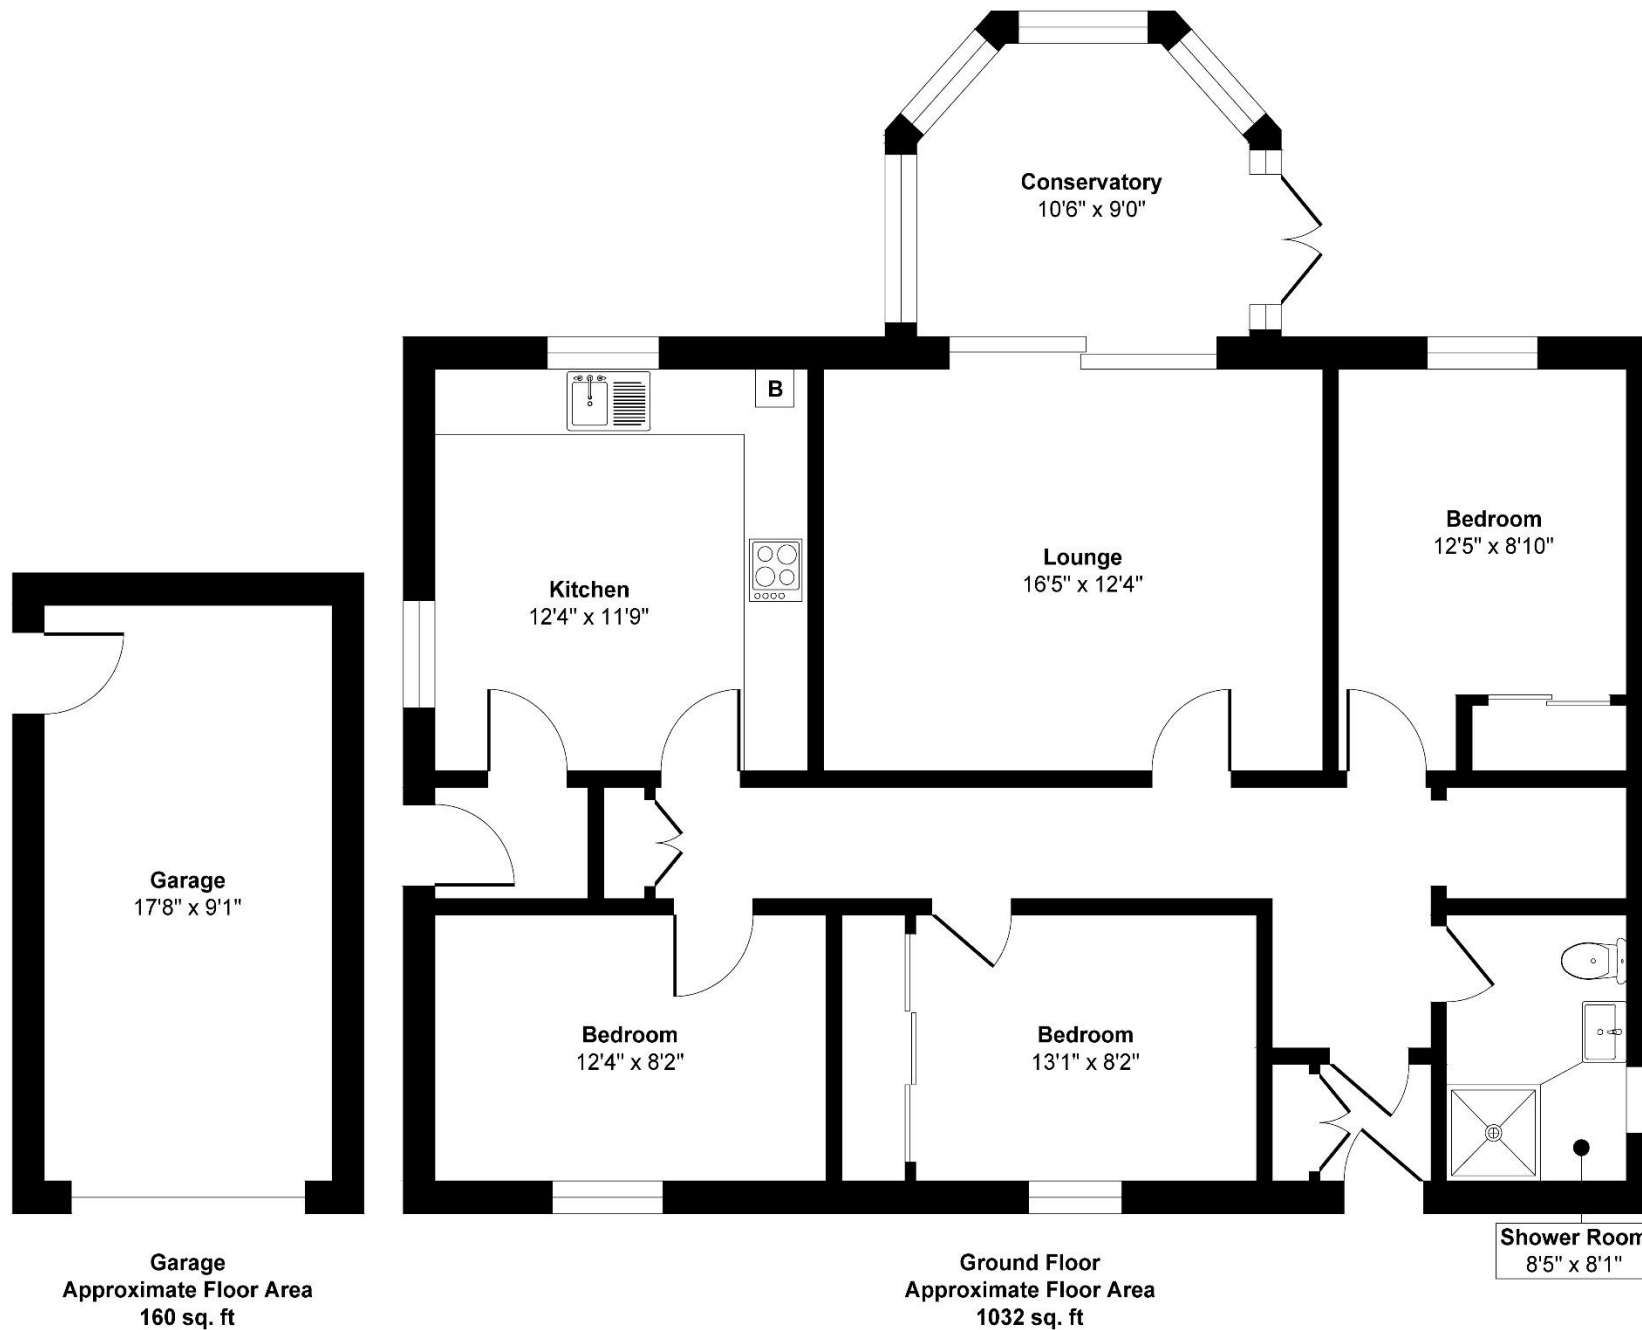 Conservatory
10'6" x 9'0"
B
Kitchen
12'4" x 11'9"
Lounge
16'5" x 12'4"
Bedroom
12'5" x 8'10"
Garage
17'8" x 9'1"
Bedroom
12'4" x 8'2"
Bedroom
13'1" x 8'2"
Shower Room
8'5" x 8'1"
Garage
Approximate Floor Area
160 sq. ft
Ground Floor
Approximate Floor Area
1032 sq. ft